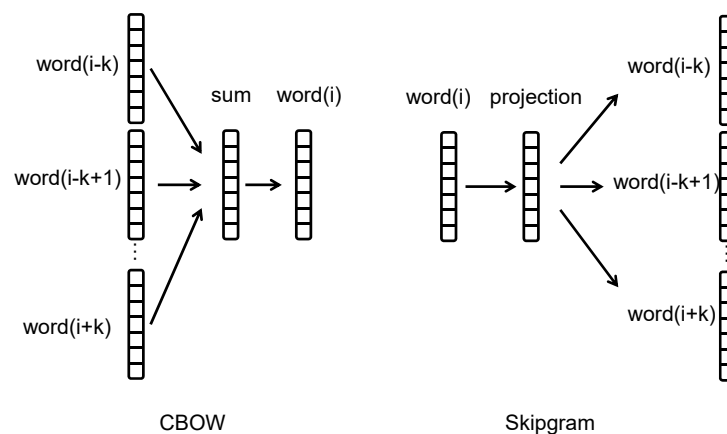 word(i-k)
sum
word(i)
word(i-k+1)
word(i+k)
CBOW
word(i)
projection
word(i-k)
word(i-k+1)
word(i+k)
Skipgram